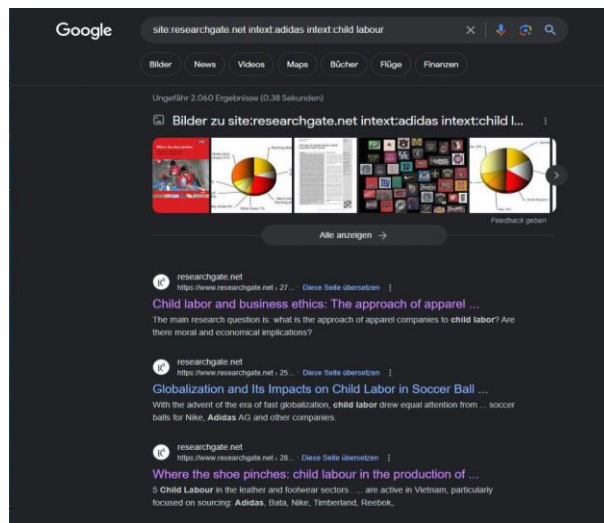 Google
site:researchgate.net intext:adidas intext:child labour
Bilder News Videos Maps Bücher Flüge Finanzen
Ungefähr 2.060 Ergebnisse (0,38 Sekunden)
Bilder zu site:researchgate.net intext:adidas intext:child l...
Feedback geben
Alle anzeigen →
researchgate.net
https://www.researchgate.net › 27... · Diese Seite übersetzen
Child labor and business ethics: The approach of apparel ...
The main research question is: what is the approach of apparel companies to child labor? Are
there moral and economical implications?
researchgate.net
https://www.researchgate.net › 25... · Diese Seite übersetzen
Globalization and Its Impacts on Child Labor in Soccer Ball ...
With the advent of the era of fast globalization, child labor drew equal attention from ... soccer
balls for Nike, Adidas AG and other companies.
researchgate.net
https://www.researchgate.net › 28... · Diese Seite übersetzen
Where the shoe pinches: child labour in the production of ...
5 Child Labour in the leather and footwear sectors . ... are active in Vietnam, particularly
focused on sourcing: Adidas, Bata, Nike, Timberland, Reebok,.